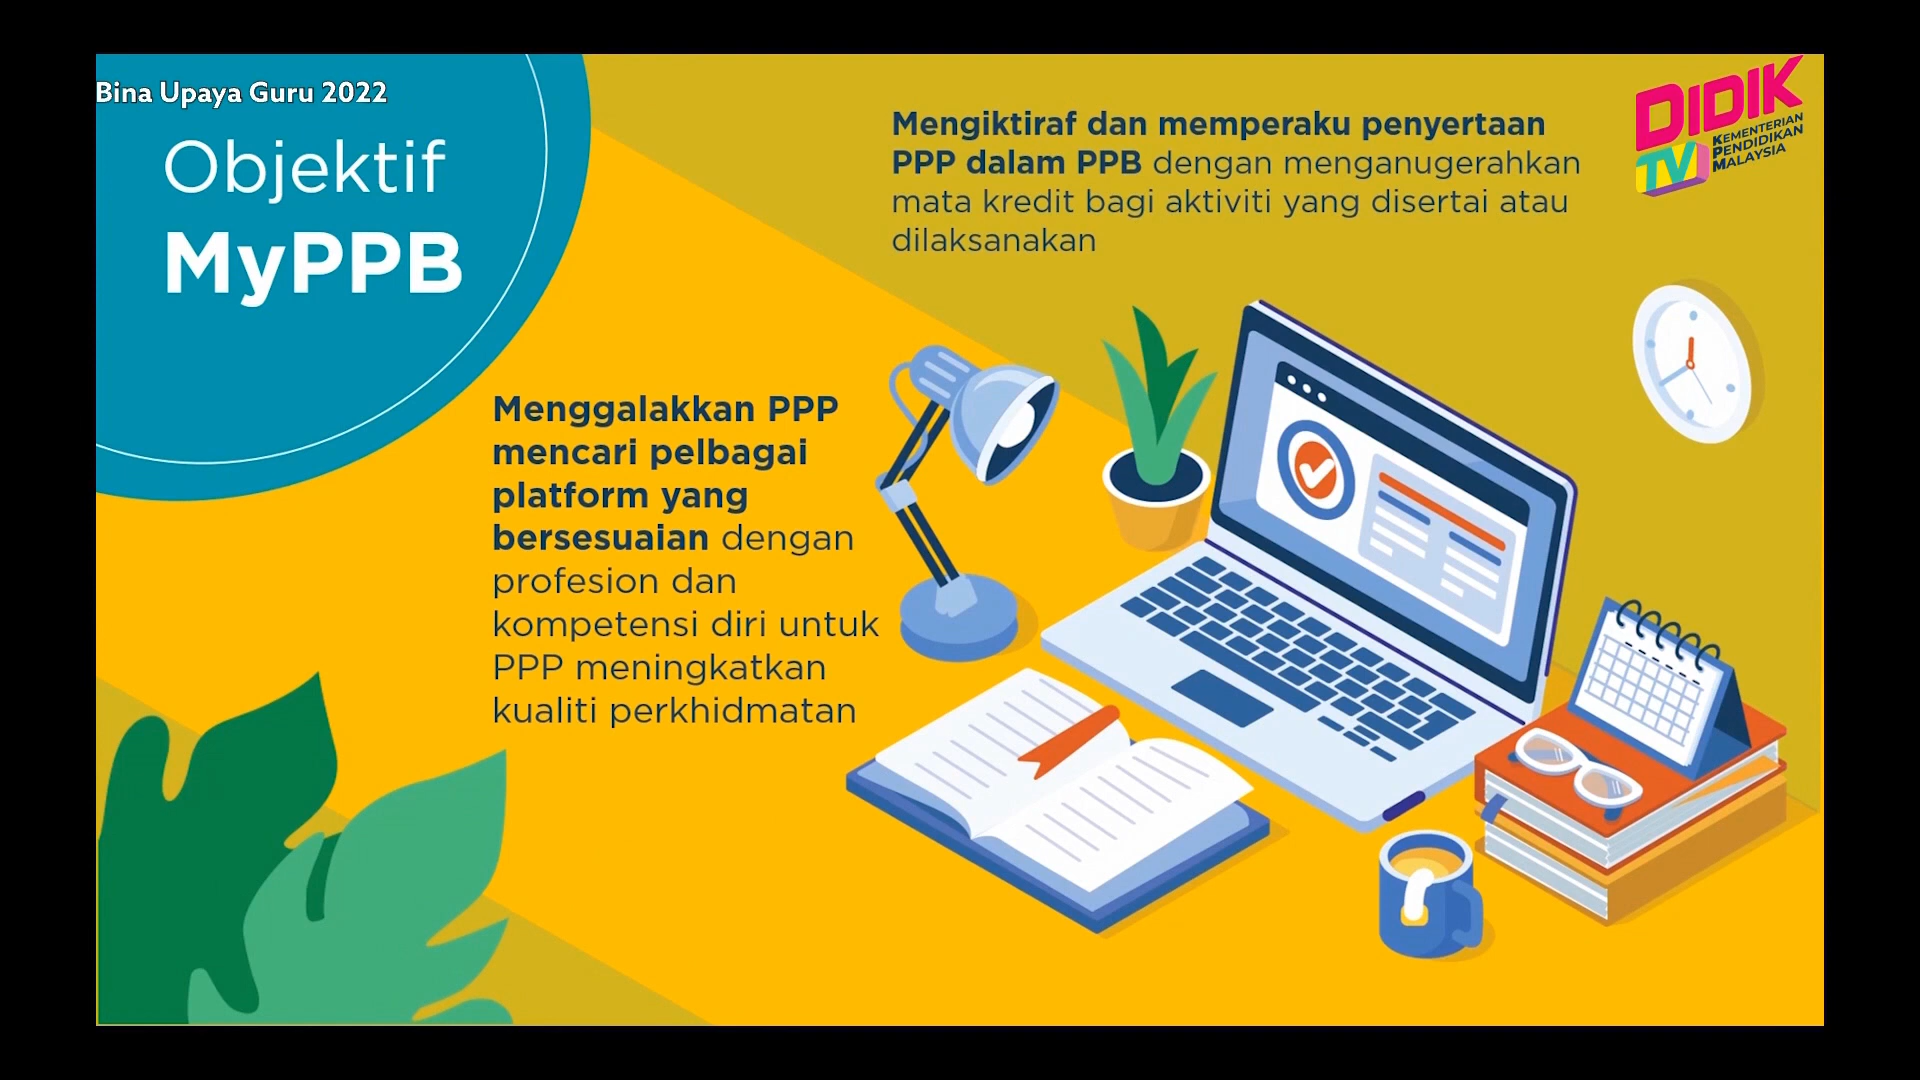 Bina Upaya Guru 2022
Objektif
MyPPB
Mengiktiraf dan memperaku penyertaan
PPP dalam PPB dengan menganugerahkan
mata kredit bagi aktiviti yang disertai atau
dilaksanakan
DIDIK
TV
KEMENTERIAN
PENDIDIKAN
MALAYSIA
Menggalakkan PPP
mencari pelbagai
platform yang
bersesuaian dengan
profesion dan
kompetensi diri untuk
PPP meningkatkan
kualiti perkhidmatan